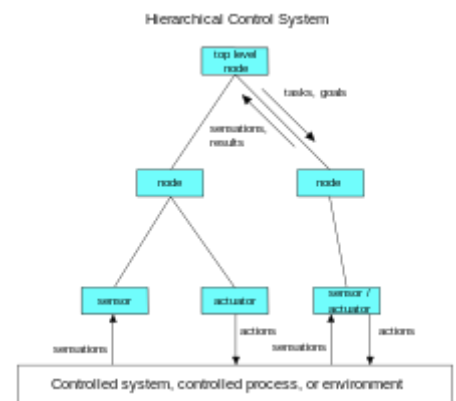 Hierarchical Control System
top level
node
tasks, goals
sensations,
results
node
node
sensor
actuator
sensor /
actuator
actions
actions
sensations
sensations
Controlled system, controlled process, or environment